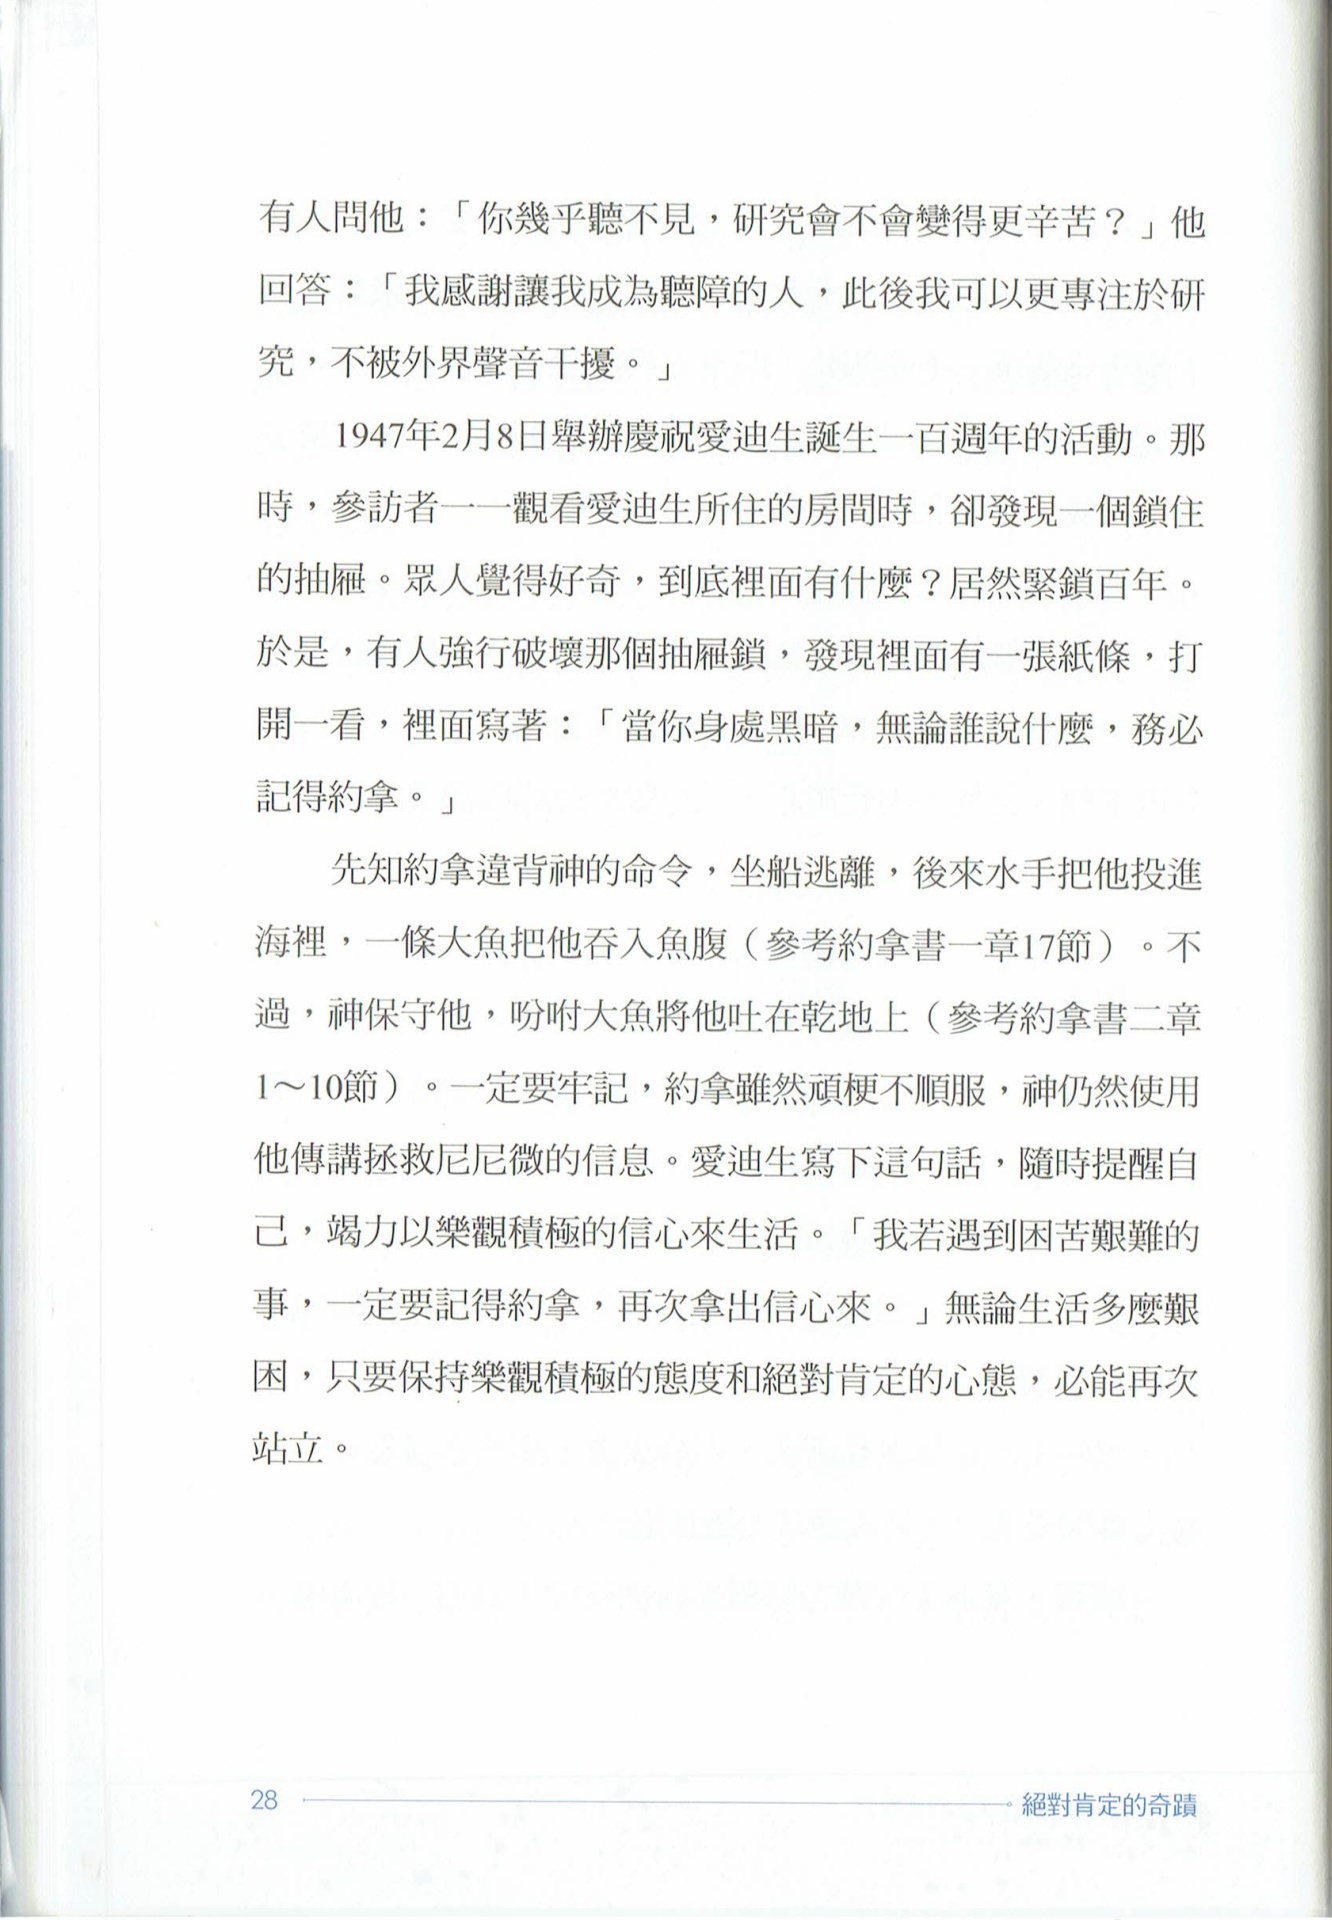 有人問他：「你幾乎聽不見，研究會不會變得更辛苦？」他
回答：「我感謝讓我成為聽障的人，此後我可以更專注於研
究，不被外界聲音干擾。」
1947年2月8日舉辦慶祝愛迪生誕生一百週年的活動。那
時，參訪者一一觀看愛迪生所住的房間時，卻發現一個鎖住
的抽屜。眾人覺得好奇，到底裡面有什麼？居然緊鎖百年。
於是，有人強行破壞那個抽屜鎖，發現裡面有一張紙條，打
開一看，裡面寫著：「當你身處黑暗，無論誰說什麼，務必
記得約拿。」
先知約拿違背神的命令，坐船逃離，後來水手把他投進
海裡，一條大魚把他吞入魚腹（參考約拿書一章17節）。不
過，神保守他，吩咐大魚將他吐在乾地上（參考約拿書二章
1～10節）。一定要牢記，約拿雖然頑梗不順服，神仍然使用
他傳講拯救尼尼微的信息。愛迪生寫下這句話，隨時提醒自
己，竭力以樂觀積極的信心來生活。「我若遇到困苦艱難的
事，一定要記得約拿，再次拿出信心來。」無論生活多麼艱
困，只要保持樂觀積極的態度和絕對肯定的心態，必能再次
站立。
28 絕對肯定的奇蹟